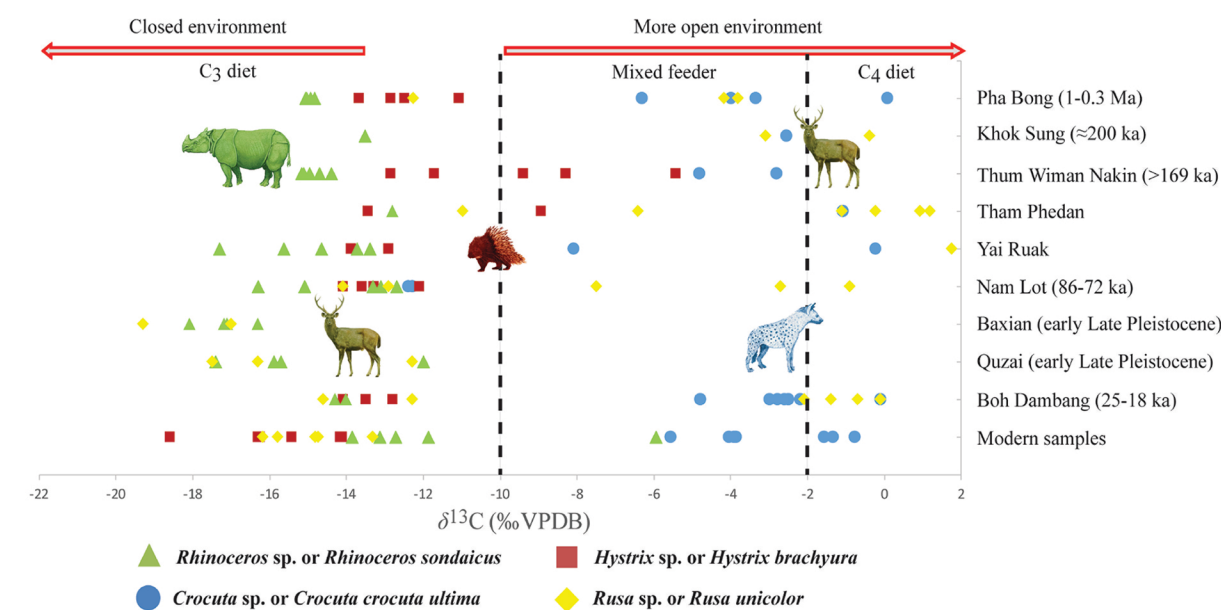 Closed environment
More open environment
C3 diet
Mixed feeder
C4 diet
Pha Bong (1-0.3 Ma)
Khok Sung (≈200 ka)
Thum Wiman Nakin (>169 ka)
Tham Phedan
Yai Ruak
Nam Lot (86-72 ka)
Baxian (early Late Pleistocene)
Quzai (early Late Pleistocene)
Boh Dambang (25-18 ka)
Modern samples
-22 -20 -18 -16 -14 -12 -10 -8 -6 -4 -2 0 2
δ13C (‰VPDB)
Rhinoceros sp. or Rhinoceros sondaicus
Hystrix sp. or Hystrix brachyura
Crocuta sp. or Crocuta crocuta ultima
Rusa sp. or Rusa unicolor